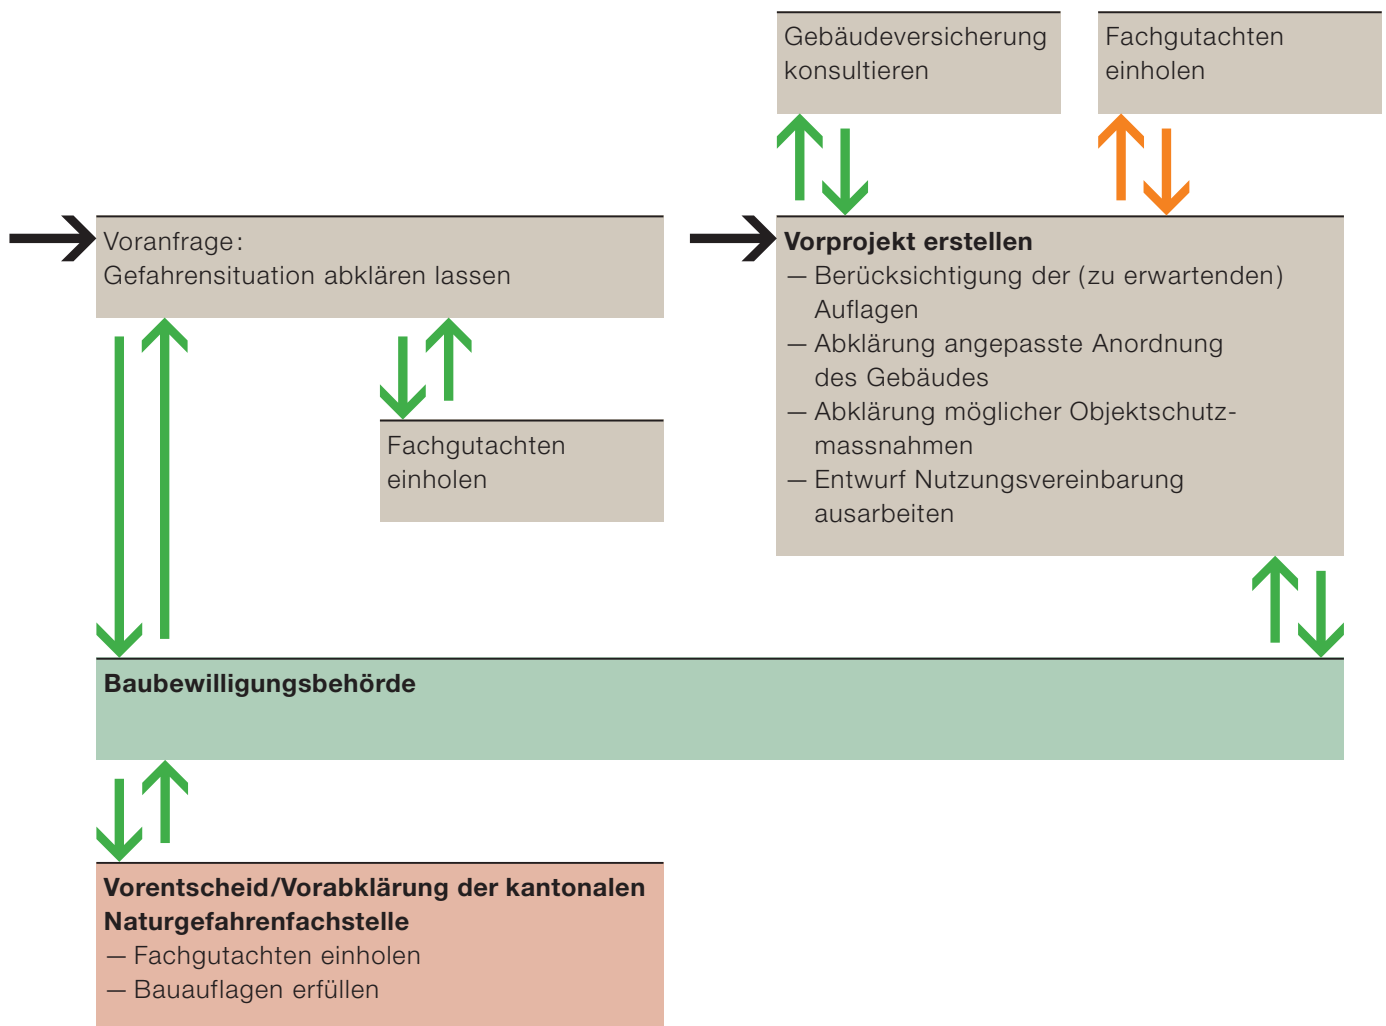 Gebäudeversicherung
konsultieren
Fachgutachten
einholen
Voranfrage:
Gefahrensituation abklären lassen
Fachgutachten
einholen
Vorprojekt erstellen
— Berücksichtigung der (zu erwartenden)
Auflagen
— Abklärung angepasste Anordnung
des Gebäudes
— Abklärung möglicher Objektschutz-
massnahmen
— Entwurf Nutzungsvereinbarung
ausarbeiten
Baubewilligungsbehörde
Vorentscheid/Vorabklärung der kantonalen
Naturgefahrenfachstelle
— Fachgutachten einholen
— Bauauflagen erfüllen